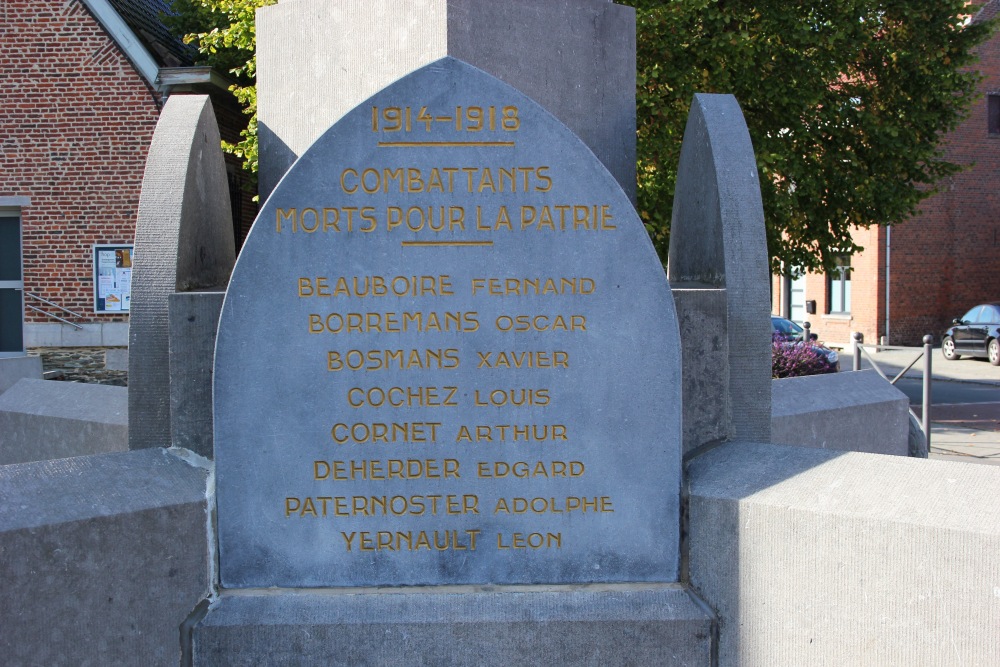 1914-1918
COMBATTANTS
MORTS POUR LA PATRIE
BEAUBOIRE FERNAND
BORREMANS OSCAR
BOSMANS XAVIER
COCHEZ LOUIS
CORNET ARTHUR
DEHERDER EDGARD
PATERNOSTER ADOLPHE
YERNAULT LEON